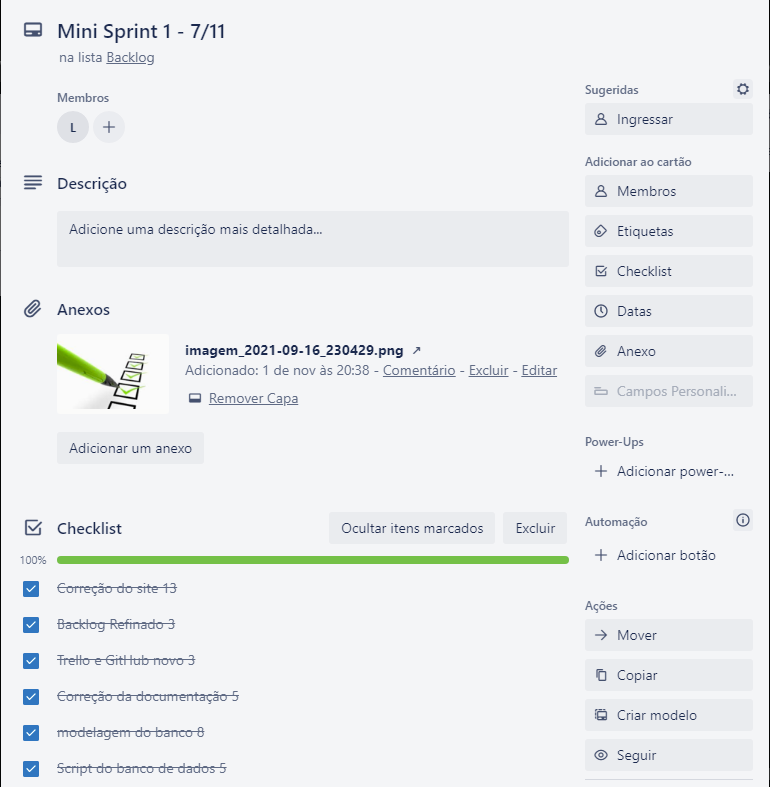 Mini Sprint 1 - 7/11
na lista Backlog
Membros
L
Descrição
Adicione uma descrição mais detalhada...
Anexos
imagem_2021-09-16_230429.png ↗
Adicionado: 1 de nov às 20:38 - Comentário - Excluir - Editar
Remover Capa
Adicionar um anexo
Checklist
Ocultar itens marcados
Excluir
100%
Correção do site 13
Backlog Refinado 3
Trello e GitHub novo 3
Correção da documentação 5
modelagem do banco 8
Script do banco de dados 5
Sugeridas
Ingressar
Adicionar ao cartão
Membros
Etiquetas
Checklist
Datas
Anexo
Campos Personali...
Power-Ups
Adicionar power-...
Automação
Adicionar botão
Ações
Mover
Copiar
Criar modelo
Seguir